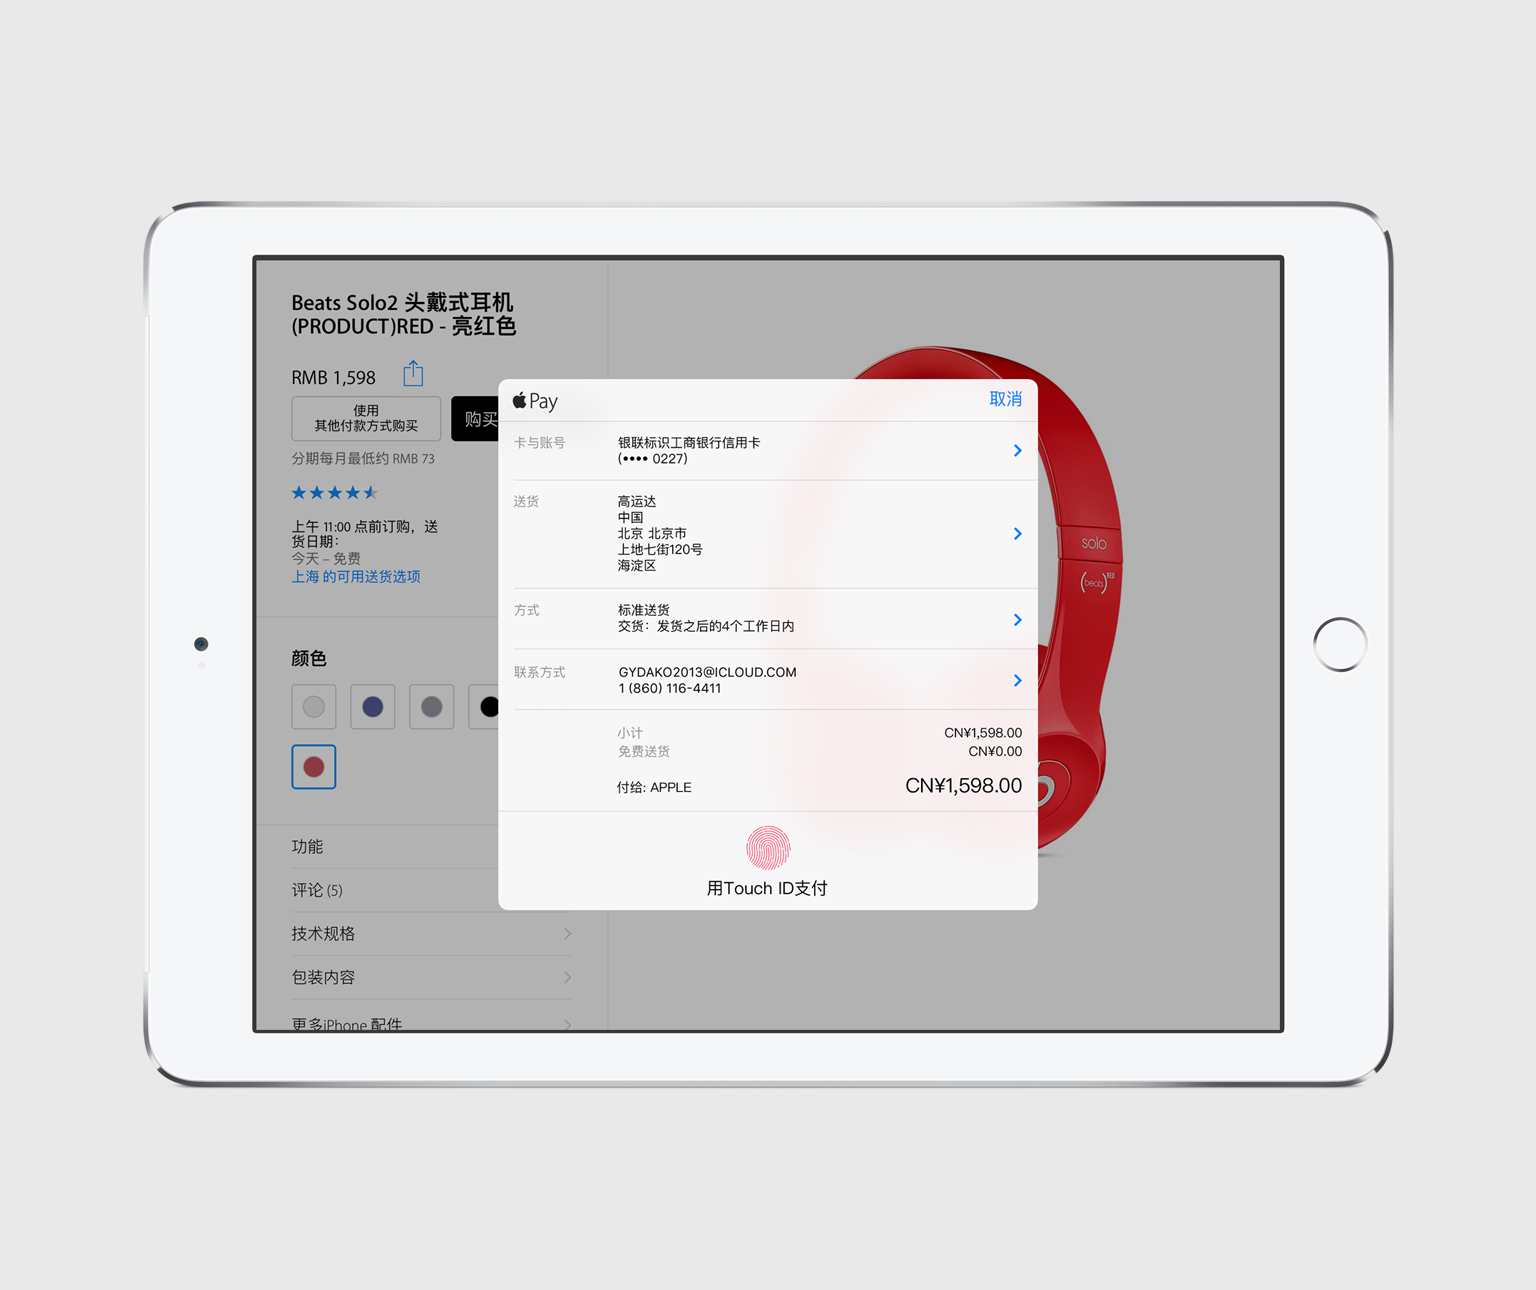 Beats Solo2 头戴式耳机
(PRODUCT)RED - 亮红色
RMB 1,598
使用
其他付款方式购买
购买
分期每月最低约 RMB 73
上午 11:00 点前订购，送
货日期：
今天 – 免费
上海 的可用送货选项
颜色
功能
评论 (5)
技术规格
包装内容
更多iPhone 配件
Pay
取消
卡与账号
银联标识工商银行信用卡
(•••• 0227)
送货
高运达
中国
北京 北京市
上地七街120号
海淀区
方式
标准送货
交货：发货之后的4个工作日内
联系方式
GYDAKO2013@ICLOUD.COM
1 (860) 116-4411
小计 CN¥1,598.00
免费送货 CN¥0.00
付给: APPLE CN¥1,598.00
用Touch ID支付
solo
(beats)RED